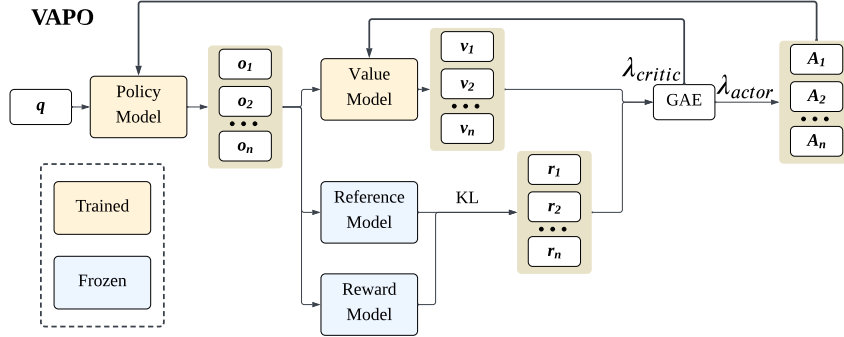 VAPO
q
Policy
Model
o1
o2
•••
on
Value
Model
v1
v2
•••
vn
λcritic
GAE
λactor
A1
A2
•••
An
Reference
Model
KL
r1
r2
•••
rn
Reward
Model
Trained
Frozen